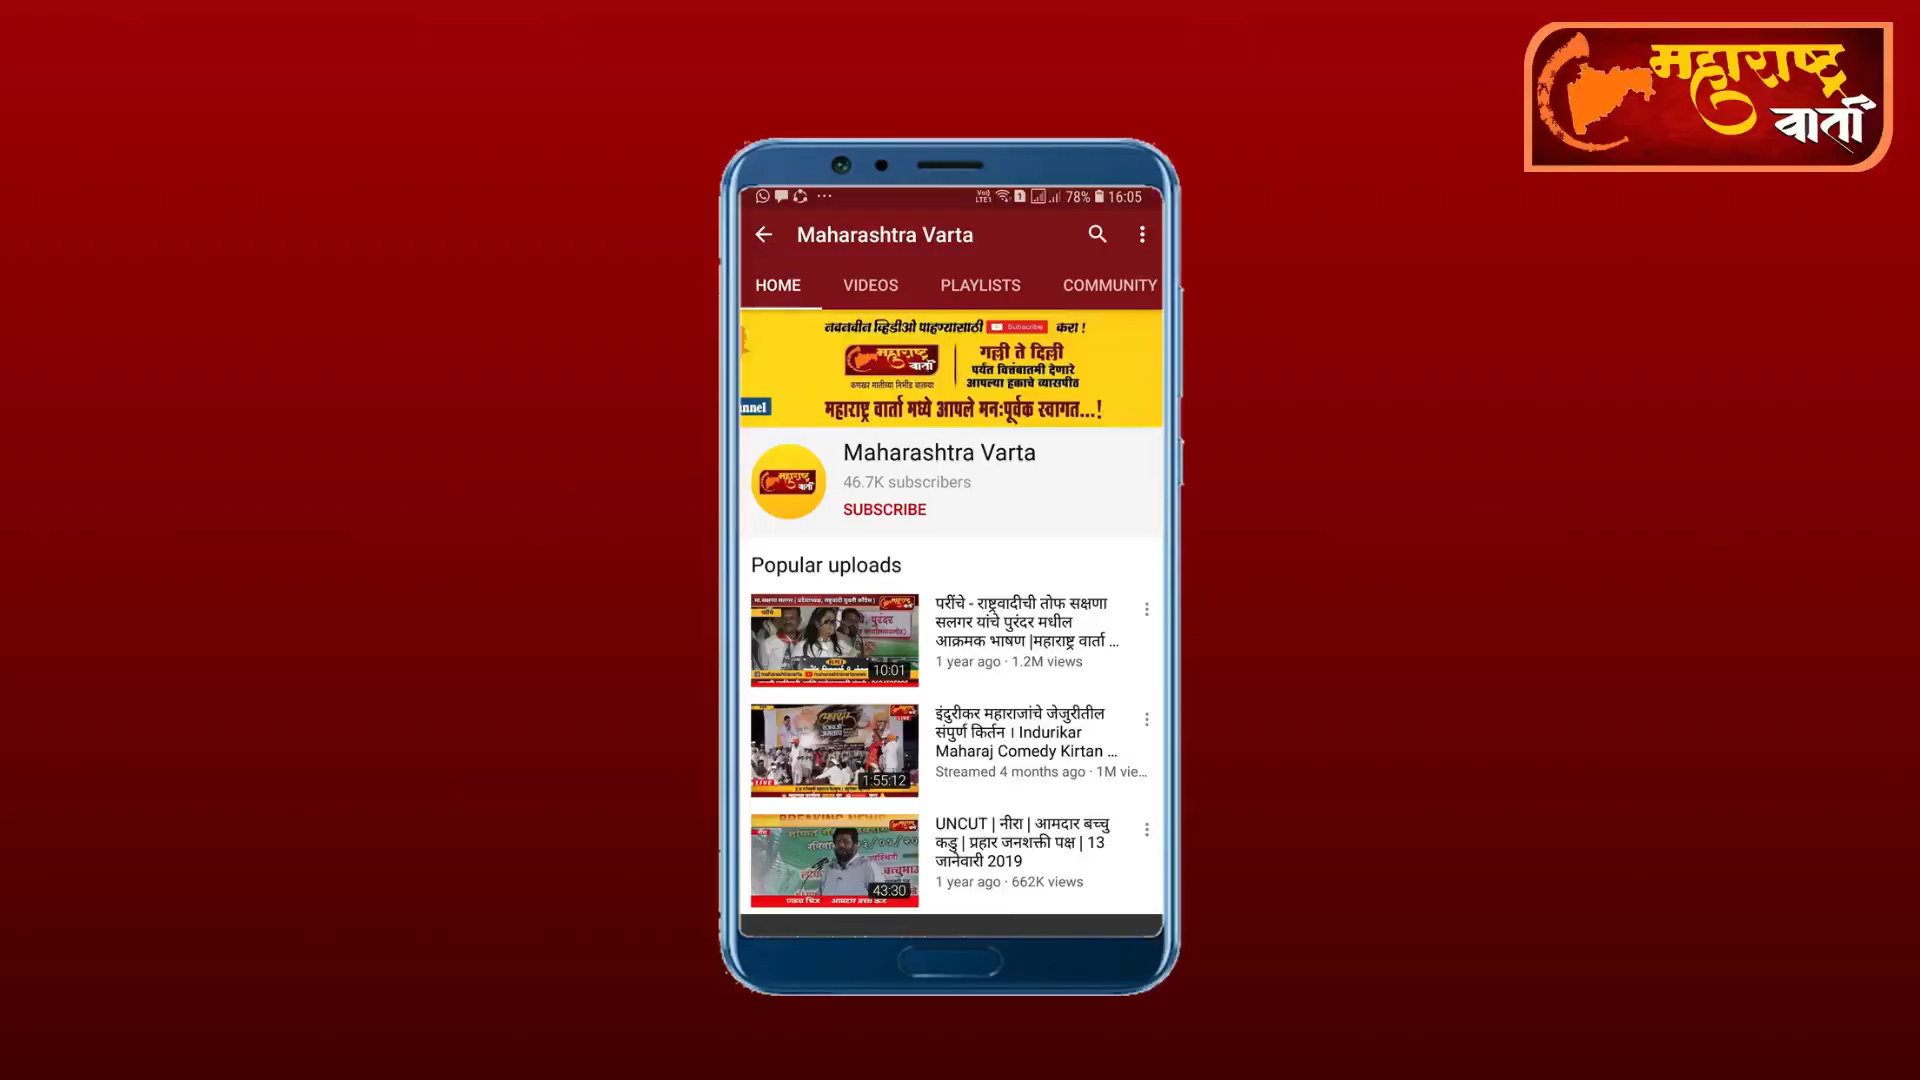 महाराष्ट्र
वार्ता
78% 16:05
Maharashtra Varta
HOME VIDEOS PLAYLISTS COMMUNITY
नवनवीन व्हिडीओ पाहण्यासाठी Subscribe करा !
महाराष्ट्र
वार्ता
गल्ली ते दिल्ली
पर्यंत वित्तंबातमी देणारे
आपल्या हक्काचे व्यासपीठ
nnel
महाराष्ट्र वार्ता मध्ये आपले मनःपूर्वक स्वागत...!
Maharashtra Varta
46.7K subscribers
SUBSCRIBE
Popular uploads
परींचे - राष्ट्रवादीची तोफ सक्षणा
सलगर यांचे पुरंदर मधील
आक्रमक भाषण |महाराष्ट्र वार्ता ...
1 year ago · 1.2M views
10:01
इंदुरीकर महाराजांचे जेजुरीतील
संपुर्ण किर्तन । Indurikar
Maharaj Comedy Kirtan ...
Streamed 4 months ago · 1M vie...
LIVE
1:55:12
UNCUT | नीरा | आमदार बच्चु
कडु | प्रहार जनशक्ती पक्ष | 13
जानेवारी 2019
1 year ago · 662K views
43:30